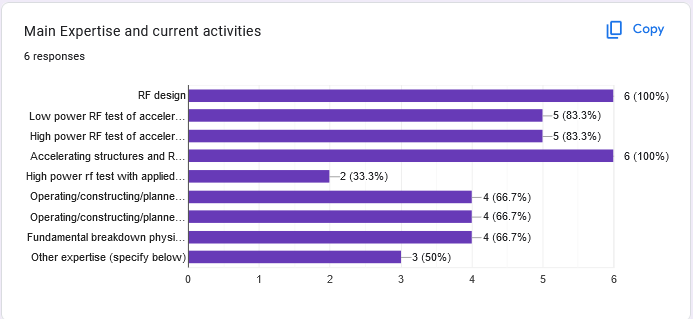 Main Expertise and current activities
Copy
6 responses
RF design 6 (100%)
Low power RF test of acceler... 5 (83.3%)
High power RF test of acceler... 5 (83.3%)
Accelerating structures and R... 6 (100%)
High power rf test with applied... 2 (33.3%)
Operating/constructing/planne... 4 (66.7%)
Operating/constructing/planne... 4 (66.7%)
Fundamental breakdown physi... 4 (66.7%)
Other expertise (specify below) 3 (50%)
0 1 2 3 4 5 6